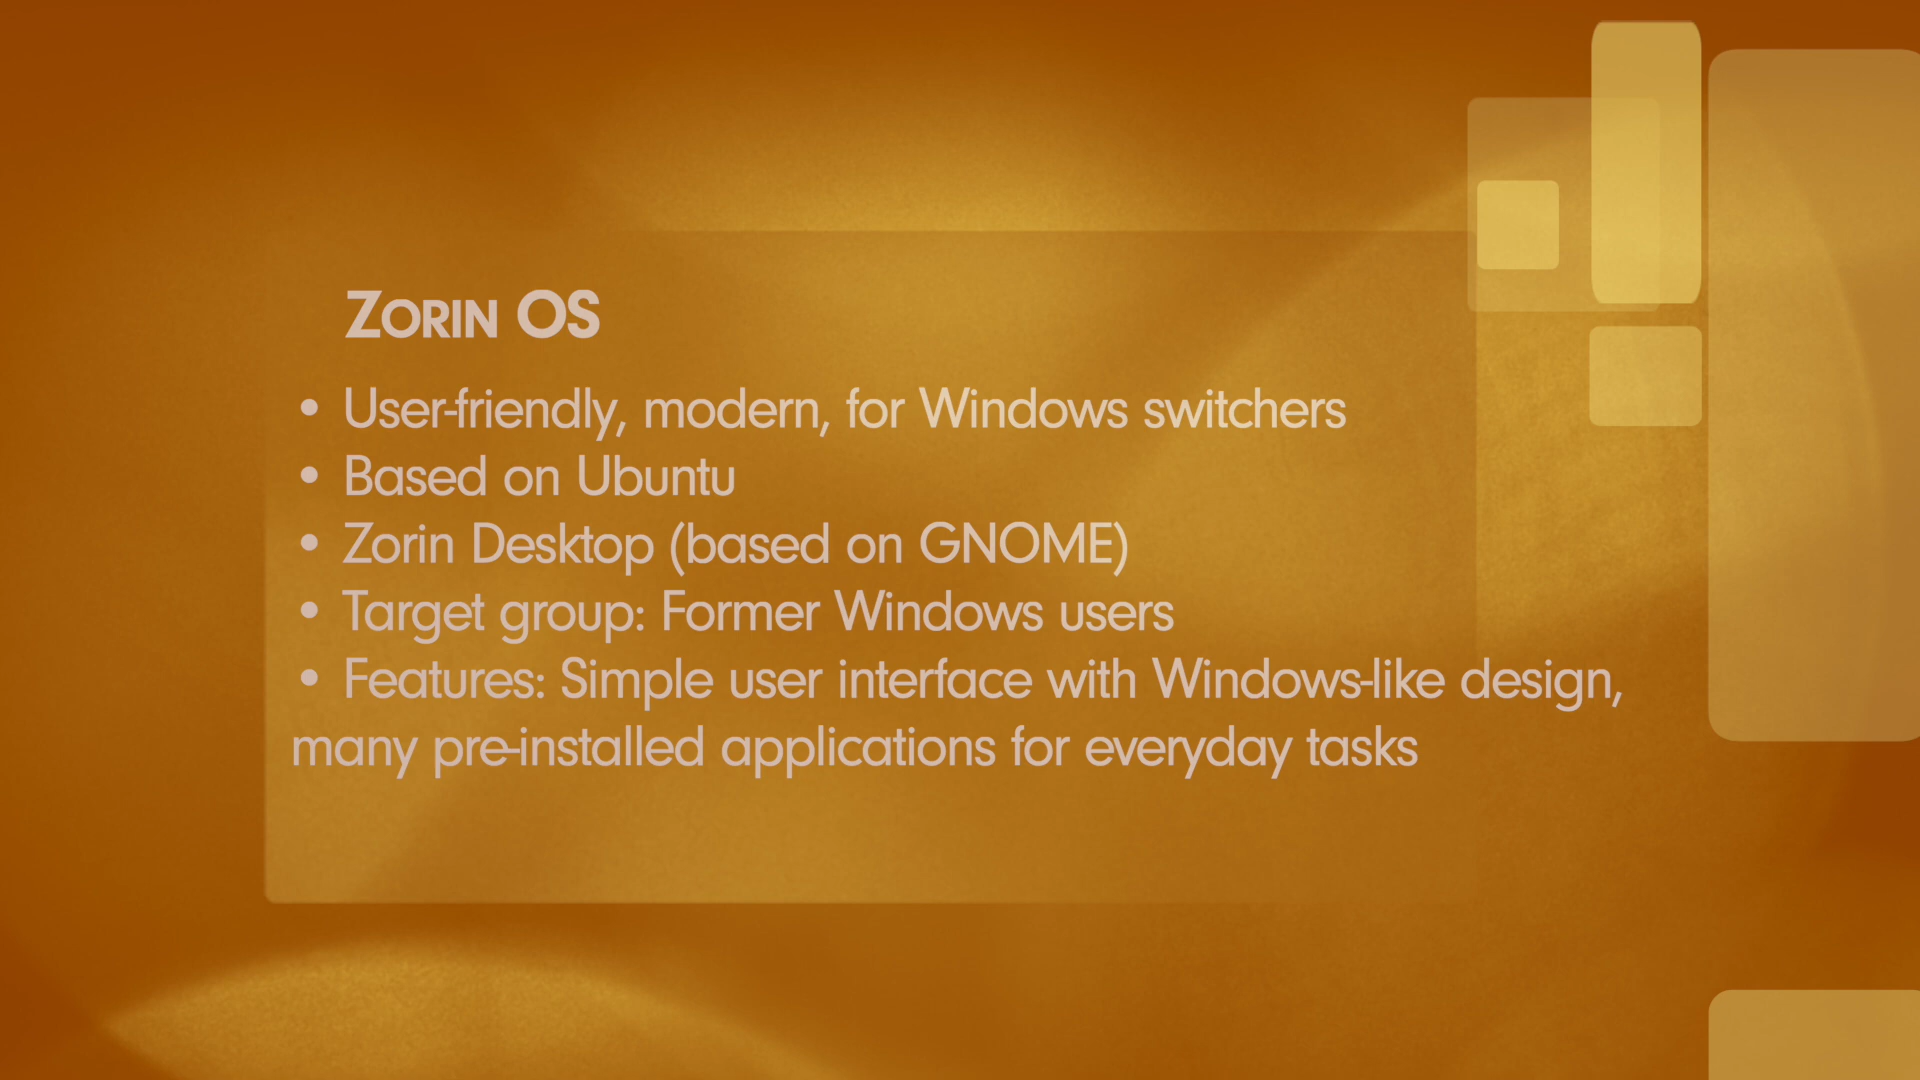 Zorin OS
• User-friendly, modern, for Windows switchers
• Based on Ubuntu
• Zorin Desktop (based on GNOME)
• Target group: Former Windows users
• Features: Simple user interface with Windows-like design,
many pre-installed applications for everyday tasks